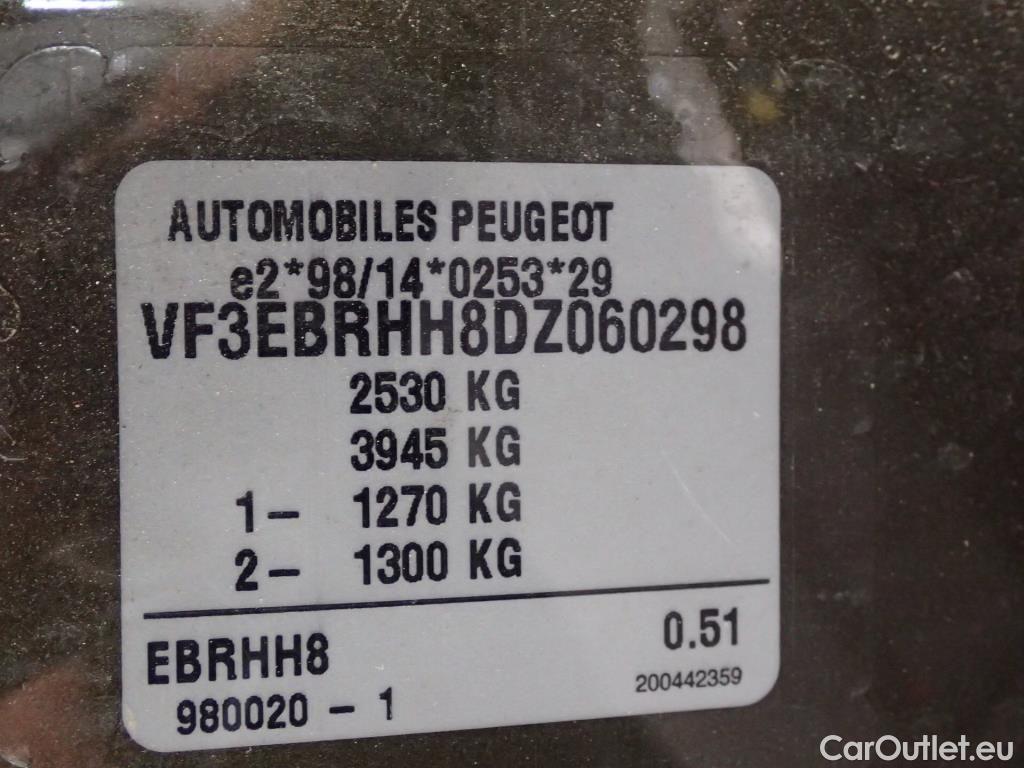 AUTOMOBILES PEUGEOT
e2*98/14*0253*29
VF3EBRHH8DZ060298
2530 KG
3945 KG
1- 1270 KG
2- 1300 KG
EBRHH8 0.51
980020 - 1 200442359
CarOutlet.eu